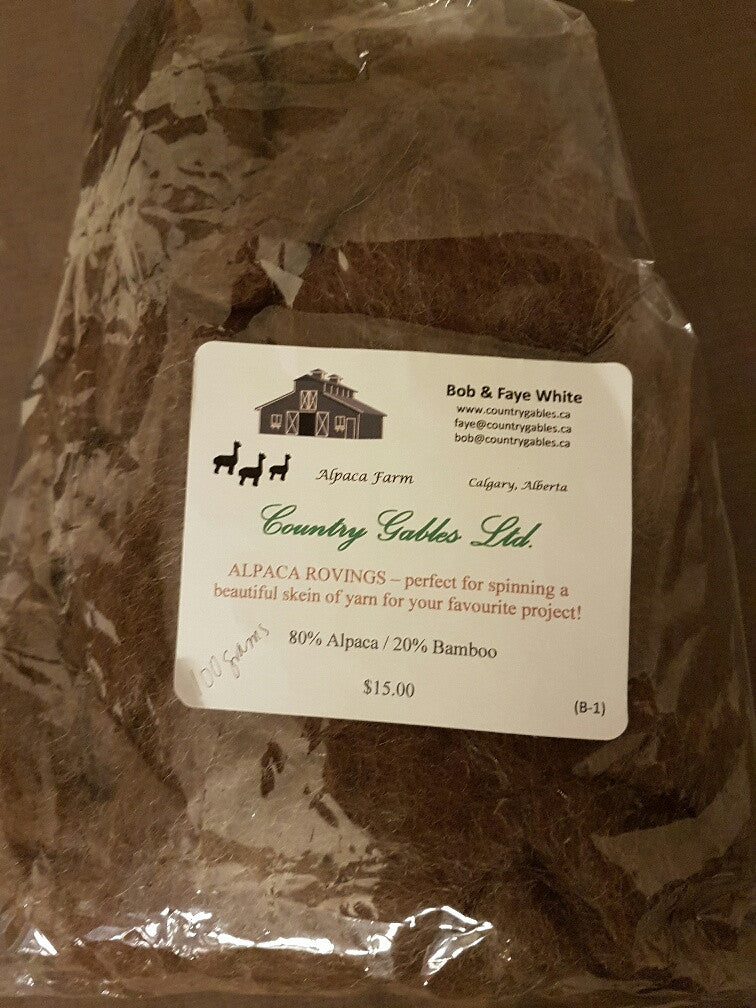 Bob & Faye White
www.countrygables.ca
faye@countrygables.ca
bob@countrygables.ca
Alpaca Farm
Calgary, Alberta
Country Gables Ltd.
ALPACA ROVINGS – perfect for spinning a
beautiful skein of yarn for your favourite project!
100 grams
80% Alpaca / 20% Bamboo
$15.00
(B-1)